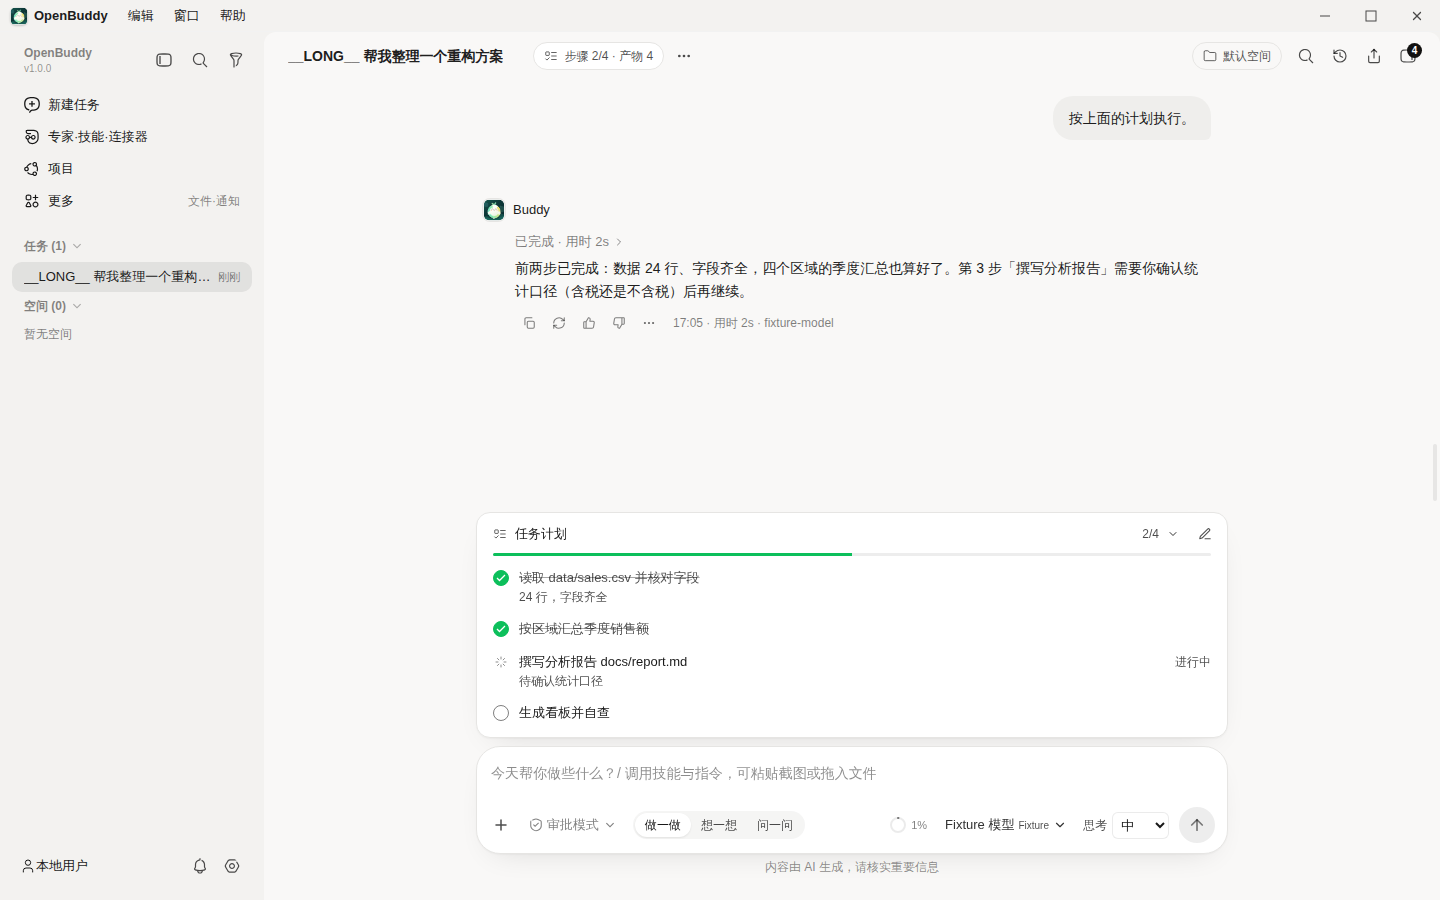 OpenBuddy 编辑 窗口 帮助
OpenBuddy
v1.0.0
新建任务
专家·技能·连接器
项目
更多 文件·通知
任务 (1)
__LONG__ 帮我整理一个重构… 刚刚
空间 (0)
暂无空间
本地用户
__LONG__ 帮我整理一个重构方案 步骤 2/4 · 产物 4 默认空间 4
按上面的计划执行。
Buddy
已完成 · 用时 2s
前两步已完成：数据 24 行、字段齐全，四个区域的季度汇总也算好了。第 3 步「撰写分析报告」需要你确认统
计口径（含税还是不含税）后再继续。
17:05 · 用时 2s · fixture-model
任务计划 2/4
读取 data/sales.csv 并核对字段
24 行，字段齐全
按区域汇总季度销售额
撰写分析报告 docs/report.md 进行中
待确认统计口径
生成看板并自查
今天帮你做些什么？/ 调用技能与指令，可粘贴截图或拖入文件
审批模式 做一做 想一想 问一问 1% Fixture 模型 Fixture 思考 中
内容由 AI 生成，请核实重要信息